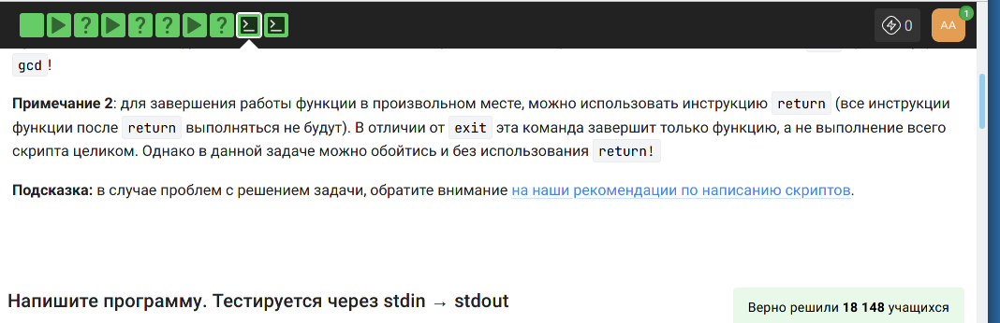 1
0
AA
gcd!
Примечание 2: для завершения работы функции в произвольном месте, можно использовать инструкцию return (все инструкции
функции после return выполняться не будут). В отличии от exit эта команда завершит только функцию, а не выполнение всего
скрипта целиком. Однако в данной задаче можно обойтись и без использования return!
Подсказка: в случае проблем с решением задачи, обратите внимание на наши рекомендации по написанию скриптов.
Напишите программу. Тестируется через stdin → stdout
Верно решили 18 148 учащихся